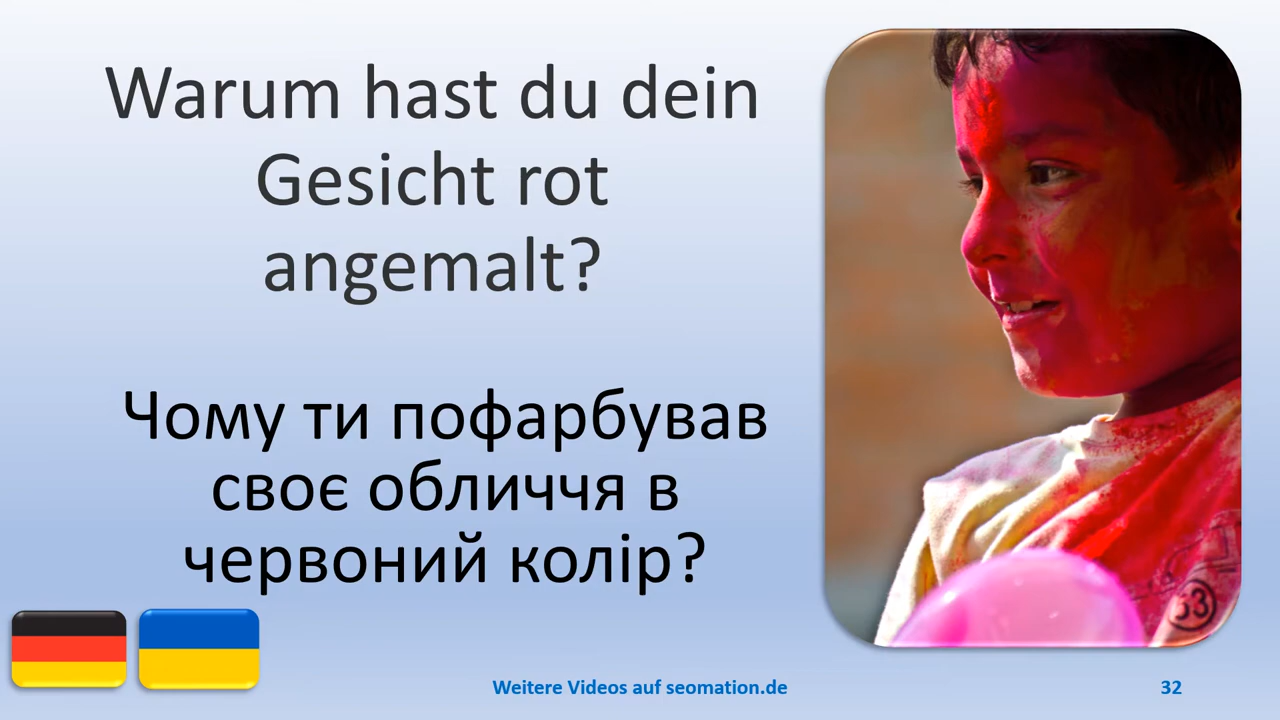 Warum hast du dein
Gesicht rot
angemalt?
Чому ти пофарбував
своє обличчя в
червоний колір?
53
Weitere Videos auf seomation.de
32